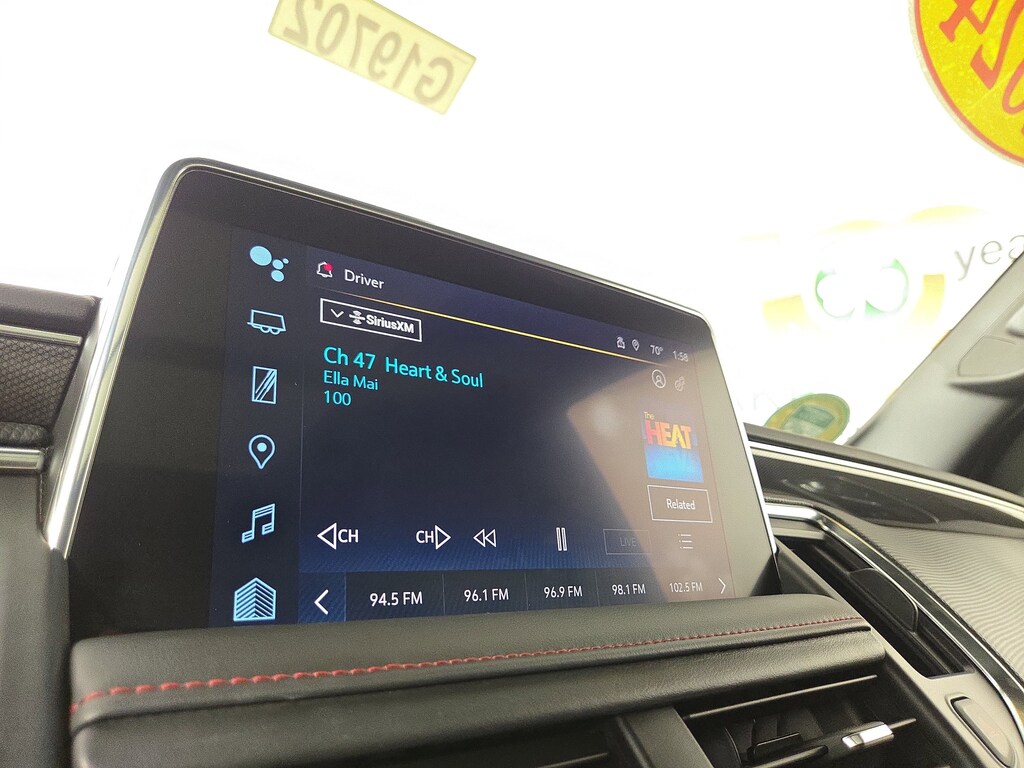 G19702
Driver
SiriusXM
70° 1:58
Ch 47 Heart & Soul
Ella Mai
100
The
HEAT
Related
CH
CH
LIVE
94.5 FM 96.1 FM 96.9 FM 98.1 FM 102.5 FM